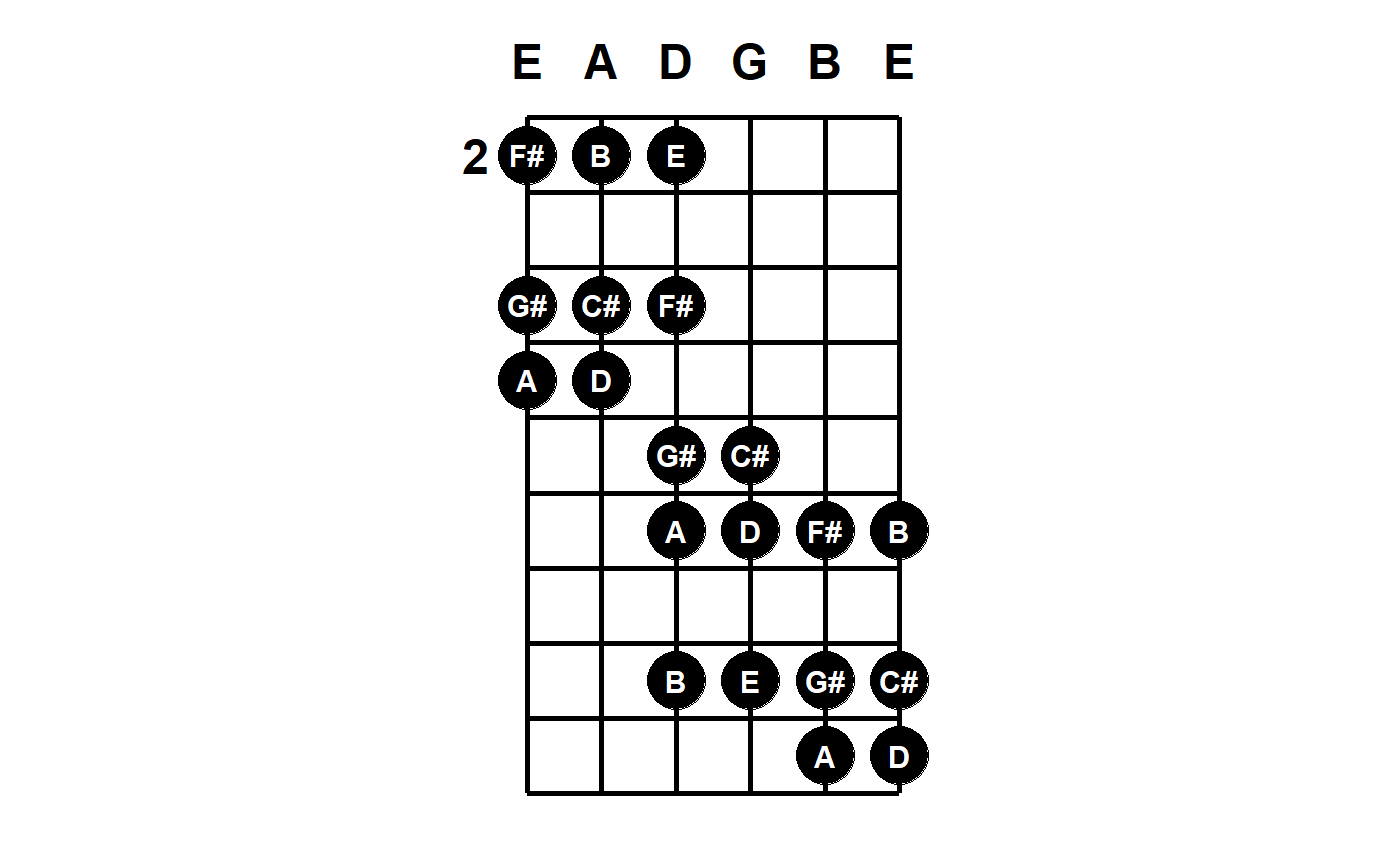 E A D G B E
2 F# B E
G# C# F#
A D
G# C#
A D F# B
B E G# C#
A D